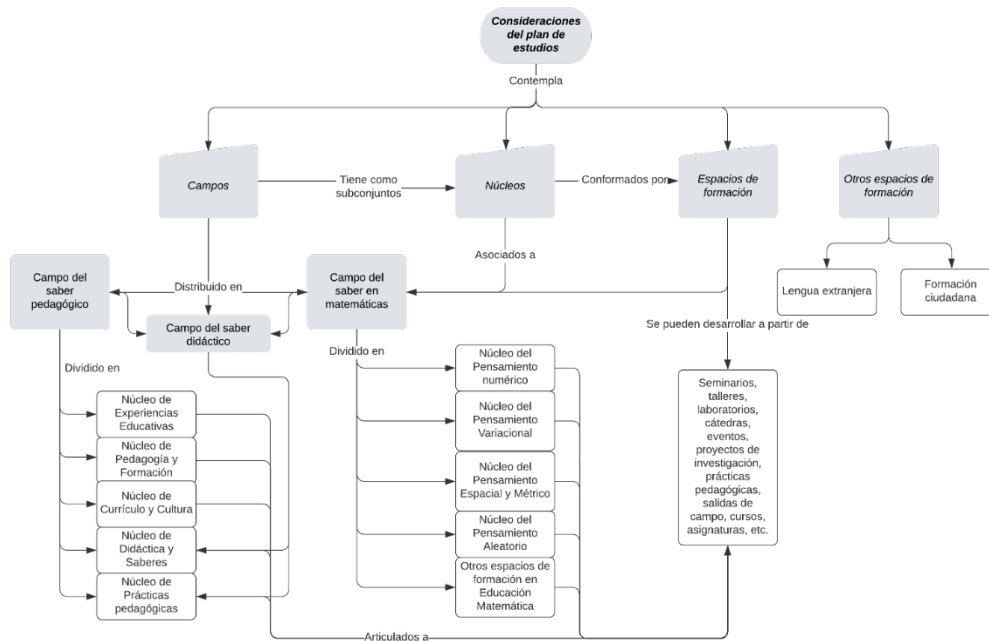 Consideraciones
del plan de
estudios
Contempla
Campos
Tiene como
subconjuntos
Núcleos
Conformados por
Espacios de
formación
Otros espacios de
formación
Asociados a
Campo del
saber
pedagógico
Distribuido en
Campo del
saber en
matemáticas
Lengua extranjera
Formación
ciudadana
Campo del saber
didáctico
Se pueden desarrollar a partir de
Dividido en
Dividido en
Núcleo de
Experiencias
Educativas
Núcleo de
Pedagogía y
Formación
Núcleo de
Currículo y Cultura
Núcleo de
Didáctica y
Saberes
Núcleo de
Prácticas
pedagógicas
Núcleo del
Pensamiento
numérico
Núcleo del
Pensamiento
Variacional
Núcleo del
Pensamiento
Espacial y Métrico
Núcleo del
Pensamiento
Aleatorio
Otros espacios de
formación en
Educación
Matemática
Seminarios,
talleres,
laboratorios,
cátedras,
eventos,
proyectos de
investigación,
prácticas
pedagógicas,
salidas de
campo, cursos,
asignaturas, etc.
Articulados a